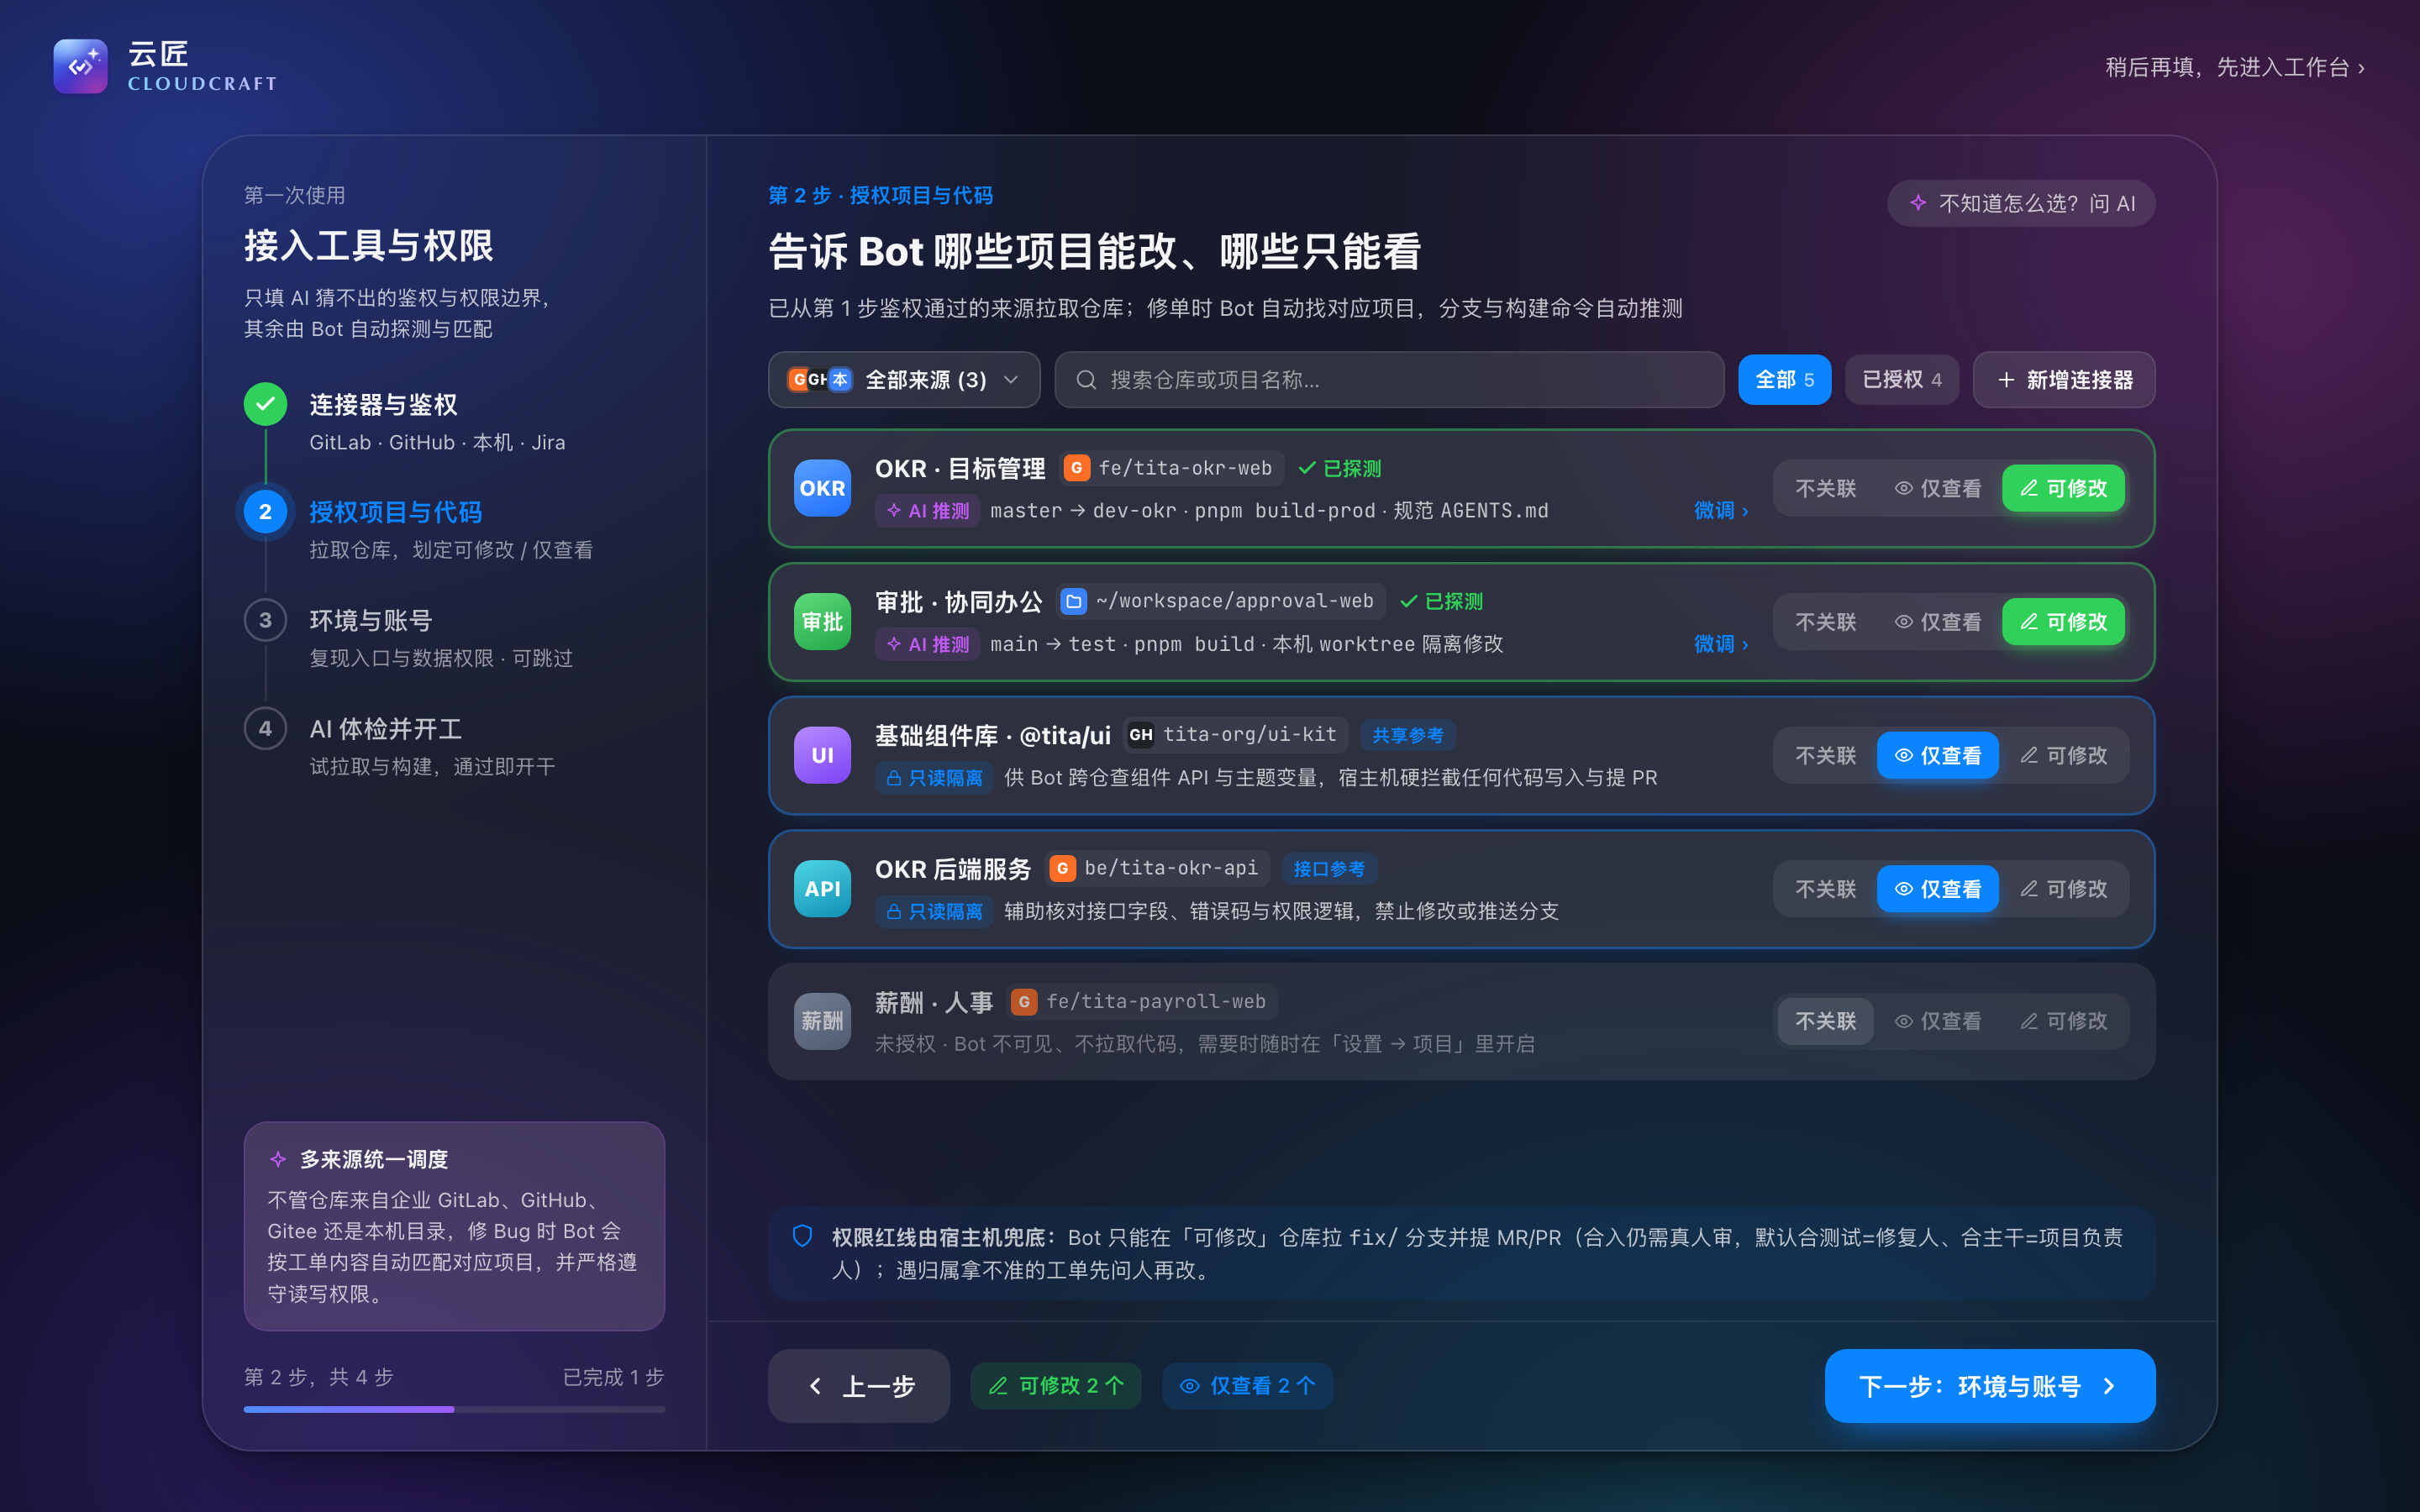 云匠
CLOUDCRAFT
稍后再填，先进入工作台 ›
第一次使用
接入工具与权限
只填 AI 猜不出的鉴权与权限边界，
其余由 Bot 自动探测与匹配
连接器与鉴权
GitLab · GitHub · 本机 · Jira
2
授权项目与代码
拉取仓库，划定可修改 / 仅查看
3
环境与账号
复现入口与数据权限 · 可跳过
4
AI 体检并开工
试拉取与构建，通过即开干
多来源统一调度
不管仓库来自企业 GitLab、GitHub、
Gitee 还是本机目录，修 Bug 时 Bot 会
按工单内容自动匹配对应项目，并严格遵
守读写权限。
第 2 步，共 4 步 已完成 1 步
第 2 步 · 授权项目与代码
不知道怎么选？问 AI
告诉 Bot 哪些项目能改、哪些只能看
已从第 1 步鉴权通过的来源拉取仓库；修单时 Bot 自动找对应项目，分支与构建命令自动推测
G GH 本 全部来源 (3) 搜索仓库或项目名称... 全部 5 已授权 4 + 新增连接器
OKR OKR · 目标管理 G fe/tita-okr-web 已探测
AI 推测 master → dev-okr · pnpm build-prod · 规范 AGENTS.md 微调 ›
不关联 仅查看 可修改
审批 审批 · 协同办公 ~/workspace/approval-web 已探测
AI 推测 main → test · pnpm build · 本机 worktree 隔离修改 微调 ›
不关联 仅查看 可修改
UI 基础组件库 · @tita/ui GH tita-org/ui-kit 共享参考
只读隔离 供 Bot 跨仓查组件 API 与主题变量，宿主机硬拦截任何代码写入与提 PR
不关联 仅查看 可修改
API OKR 后端服务 G be/tita-okr-api 接口参考
只读隔离 辅助核对接口字段、错误码与权限逻辑，禁止修改或推送分支
不关联 仅查看 可修改
薪酬 薪酬 · 人事 G fe/tita-payroll-web
未授权 · Bot 不可见、不拉取代码，需要时随时在「设置 → 项目」里开启
不关联 仅查看 可修改
权限红线由宿主机兜底：Bot 只能在「可修改」仓库拉 fix/ 分支并提 MR/PR（合入仍需真人审，默认合测试=修复人、合主干=项目负责
人）；遇归属拿不准的工单先问人再改。
上一步 可修改 2 个 仅查看 2 个 下一步：环境与账号